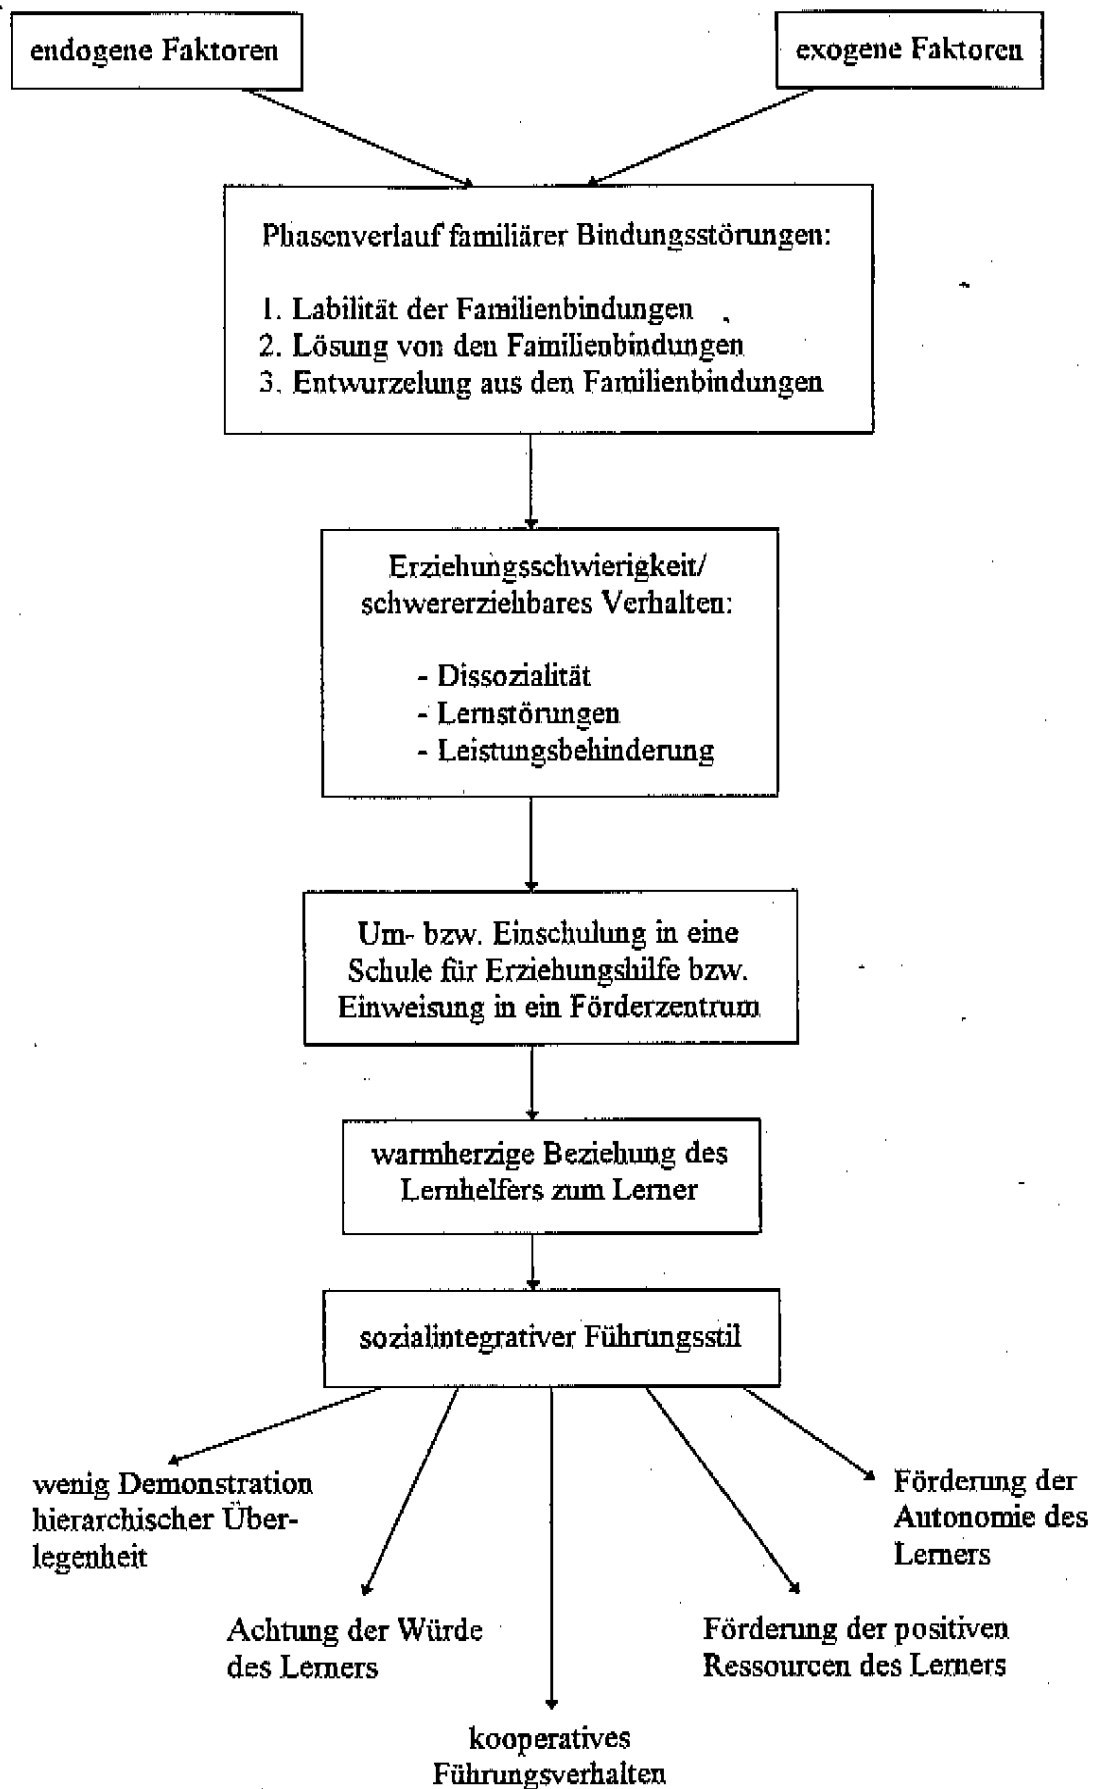 endogene Faktoren
exogene Faktoren
Phasenverlauf familiärer Bindungsstörungen:
1. Labilität der Familienbindungen
2. Lösung von den Familienbindungen
3. Entwurzelung aus den Familienbindungen
Erziehungsschwierigkeit/
schwererziehbares Verhalten:
- Dissozialität
- Lernstörungen
- Leistungsbehinderung
Um- bzw. Einschulung in eine
Schule für Erziehungshilfe bzw.
Einweisung in ein Förderzentrum
warmherzige Beziehung des
Lernhelfers zum Lerner
sozialintegrativer Führungsstil
wenig Demonstration
hierarchischer Über-
legenheit
Förderung der
Autonomie des
Lerners
Achtung der Würde
des Lerners
Förderung der positiven
Ressourcen des Lerners
kooperatives
Führungsverhalten